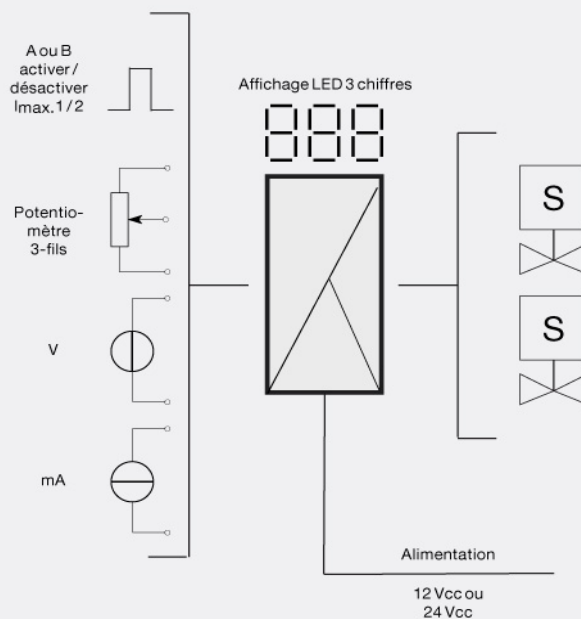 A ou B
activer /
désactiver
Imax. 1 / 2
Affichage LED 3 chiffres
888
Potentio-
mètre
3-fils
S
S
V
mA
Alimentation
12 Vcc ou
24 Vcc